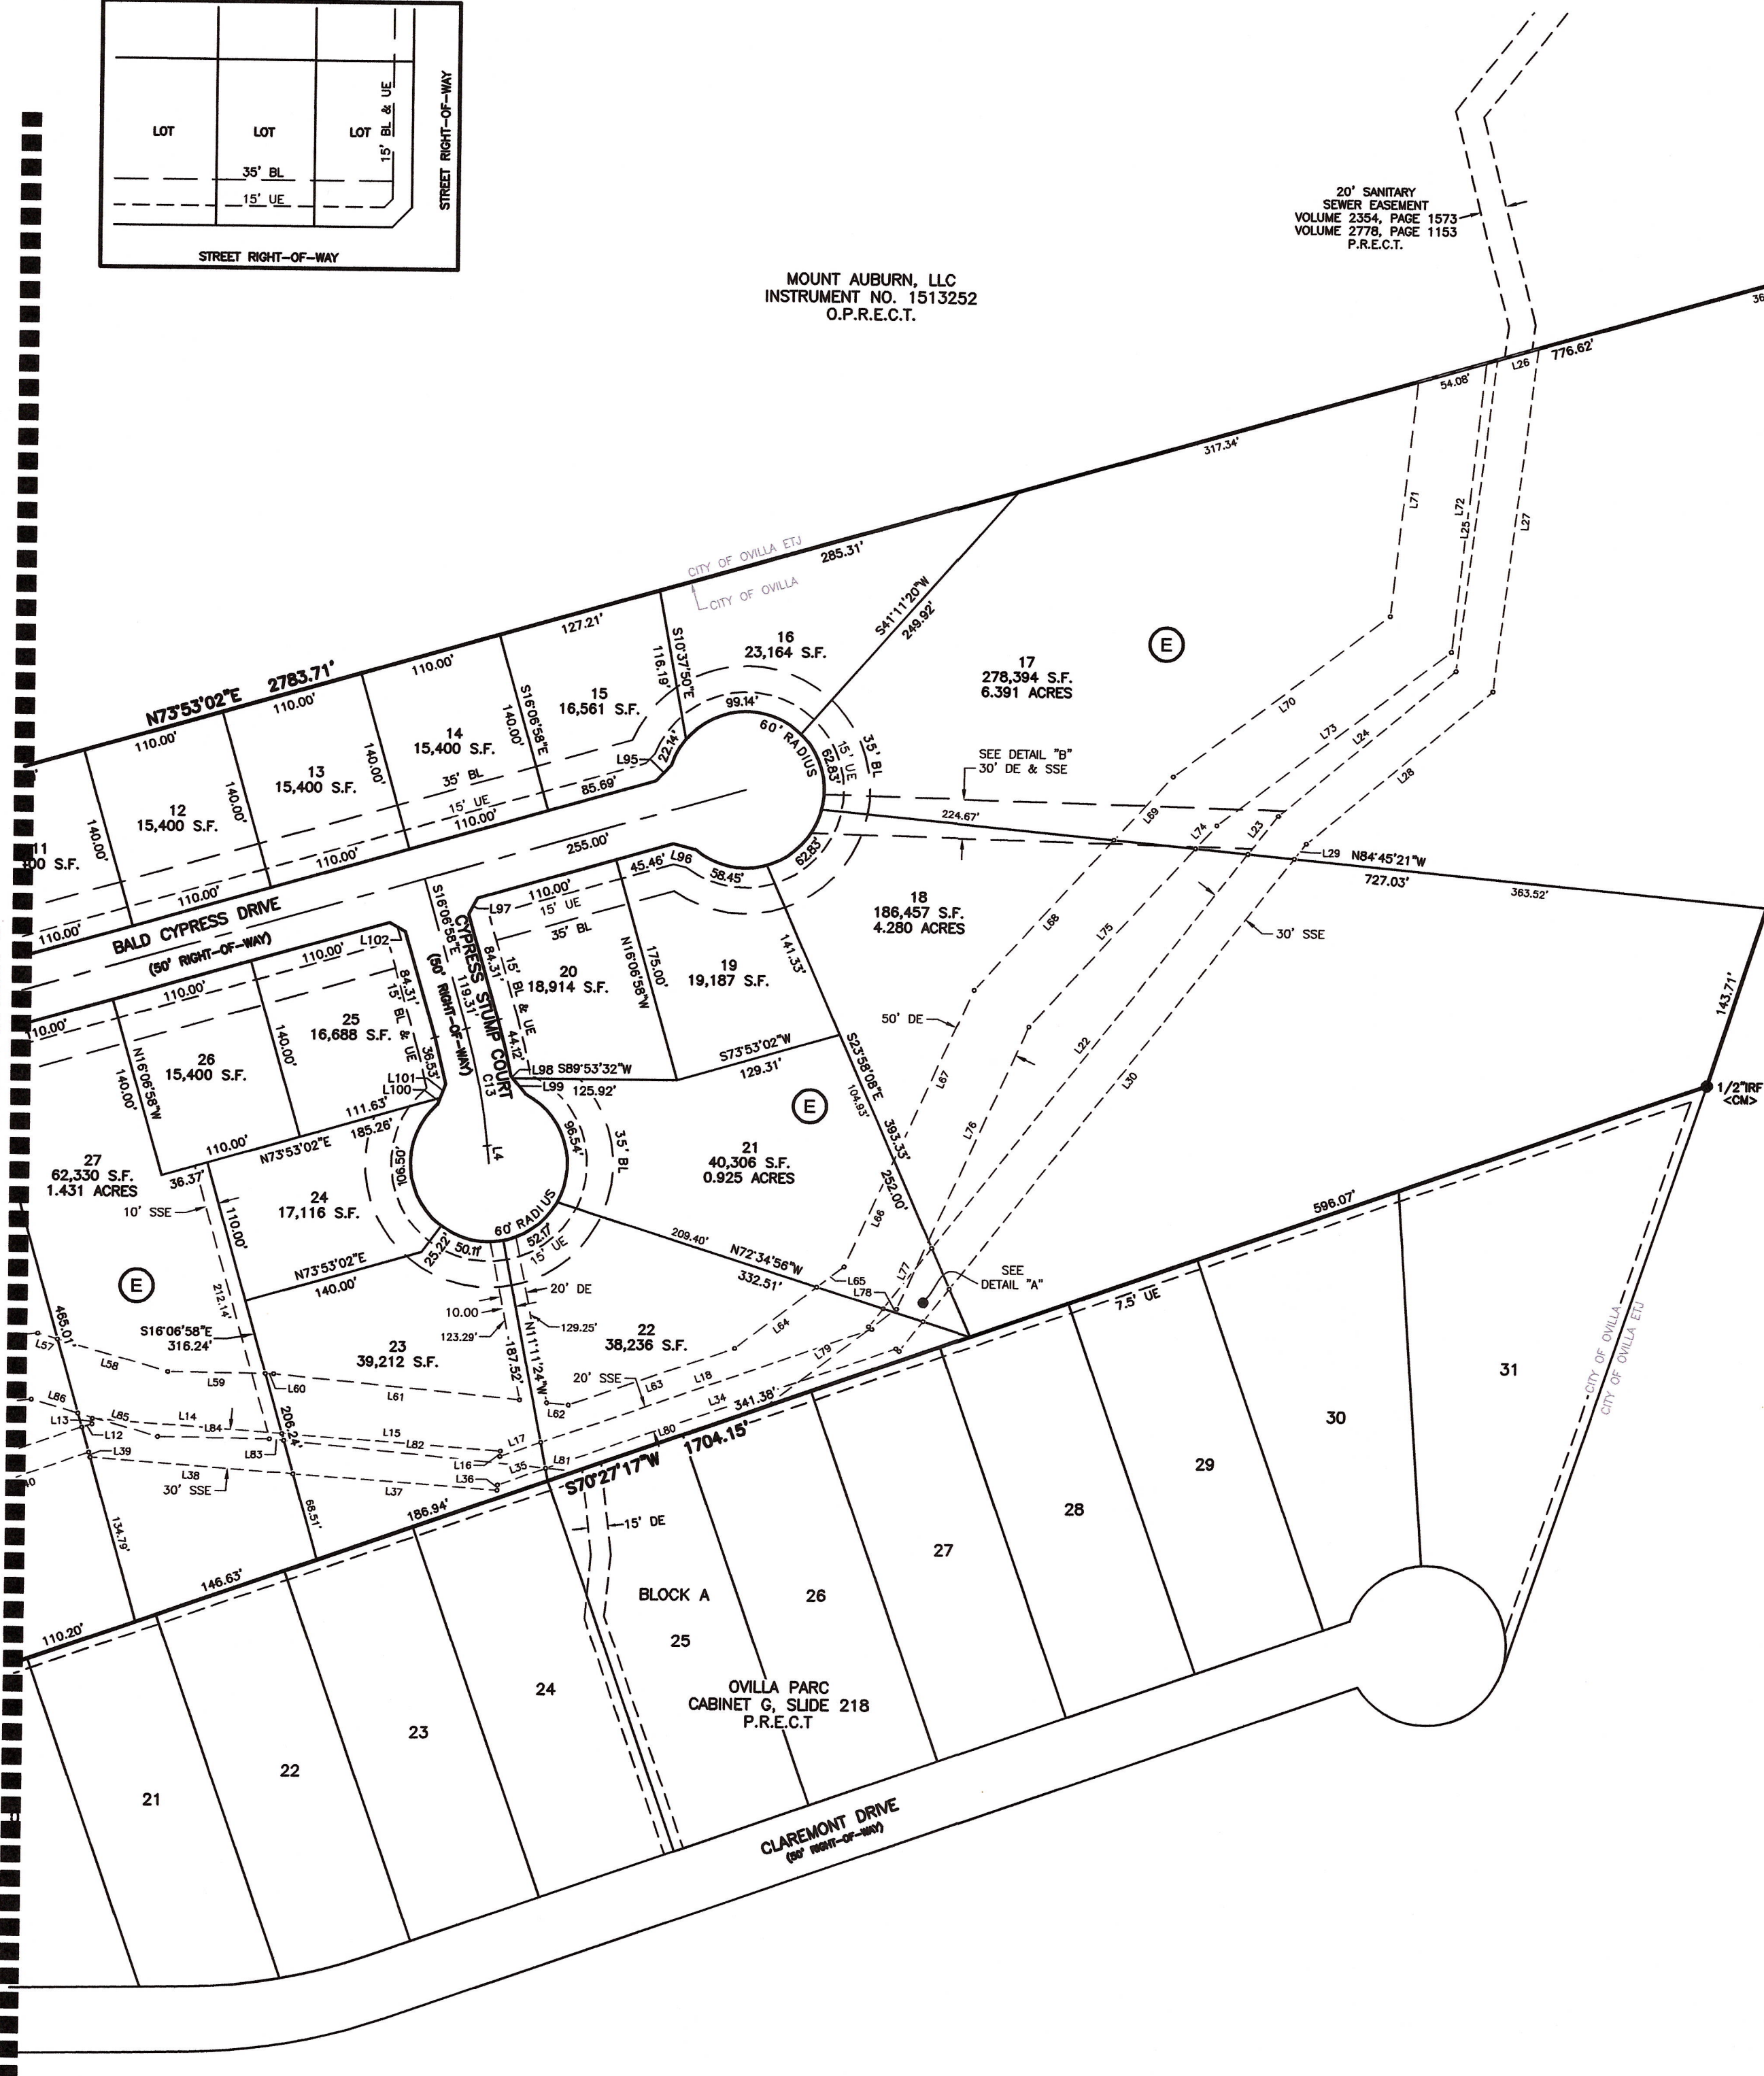 LOT
LOT
LOT
15' BL & UE
35' BL
15' UE
STREET RIGHT-OF-WAY
STREET RIGHT-OF-WAY
20' SANITARY
SEWER EASEMENT
VOLUME 2354, PAGE 1573
VOLUME 2778, PAGE 1153
P.R.E.C.T.
MOUNT AUBURN, LLC
INSTRUMENT NO. 1513252
O.P.R.E.C.T.
L26
776.62'
54.08'
317.34'
L71
L72
L25
L27
CITY OF OVILLA ETJ
CITY OF OVILLA
285.31'
S41°11'20"W
249.92'
127.21'
S10°37'50"E
116.19'
16
23,164 S.F.
E
17
278,394 S.F.
6.391 ACRES
N73°53'02"E 2783.71'
110.00'
110.00'
110.00'
S16°06'58"E
140.00'
15
16,561 S.F.
99.14'
60' RADIUS
22.14'
L95
62.83'
15' UE
35' BL
L70
L73
L24
L28
SEE DETAIL "B"
30' DE & SSE
14
15,400 S.F.
140.00'
13
15,400 S.F.
140.00'
12
15,400 S.F.
140.00'
11
00 S.F.
35' BL
15' UE
85.69'
110.00'
110.00'
110.00'
110.00'
255.00'
224.67'
L69
L74
L23
L29
N84°45'21"W
727.03'
363.52'
62.83'
58.45'
45.46'
L96
110.00'
15' UE
35' BL
L97
BALD CYPRESS DRIVE
(50' RIGHT-OF-WAY)
S16°06'58"E
119.31'
CYPRESS STUMP COURT
(50' RIGHT-OF-WAY)
84.31'
15' BL & UE
44.12'
L102
84.31'
15' BL & UE
36.53'
18
186,457 S.F.
4.280 ACRES
L68
L75
30' SSE
143.71'
141.33'
19
19,187 S.F.
N16°06'58"W
175.00'
20
18,914 S.F.
110.00'
110.00'
110.00'
25
16,688 S.F.
140.00'
26
15,400 S.F.
N16°06'58"W
140.00'
50' DE
L22
L30
L67
L76
S73°53'02"W
129.31'
S23°58'08"E
393.33'
104.93'
252.00'
L98 S89°53'32"W
L99
125.92'
C13
L4
L101
L100
111.63'
185.26'
N73°53'02"E
110.00'
36.37'
1/2"IRF
<CM>
E
21
40,306 S.F.
0.925 ACRES
96.54'
35' BL
106.50'
60' RADIUS
52.17'
15' UE
50.11'
25.22'
27
62,330 S.F.
1.431 ACRES
10' SSE
110.00'
24
17,116 S.F.
N73°53'02"E
140.00'
212.14'
E
465.01'
596.07'
L66
209.40'
N72°34'56"W
332.51'
L65
L78
L77
SEE
DETAIL "A"
7.5' UE
20' DE
10.00
123.29'
129.25'
N11°11'24"W
187.52'
22
38,236 S.F.
L64
L79
S16°06'58"E
316.24'
23
39,212 S.F.
L57
L58
L59
L60
L61
L62
20' SSE
L63
L18
L34
341.38'
L80
L86
L13
L85
L12
L14
L84
206.24'
L15
L82
L83
L16
L17
L35
L81
L36
L39
L38
30' SSE
L37
68.51'
134.79'
186.94'
146.63'
110.20'
S70°27'17"W 1704.15'
15' DE
BLOCK A
CITY OF OVILLA
CITY OF OVILLA ETJ
31
30
29
28
27
26
25
24
23
22
21
OVILLA PARC
CABINET G, SLIDE 218
P.R.E.C.T
CLAREMONT DRIVE
(50' RIGHT-OF-WAY)